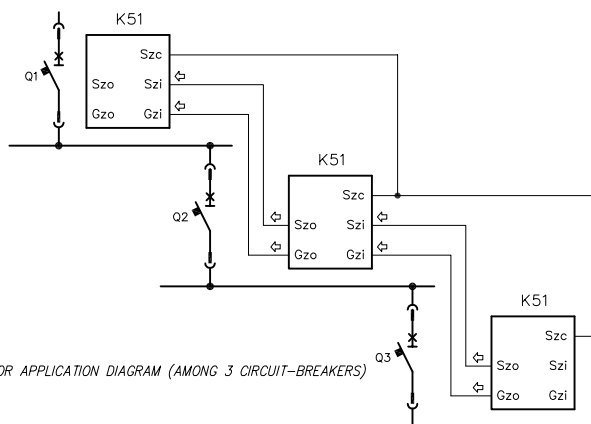 K51
Szc
Q1
Szo Szi
Gzo Gzi
K51
Szc
Q2
Szo Szi
Gzo Gzi
K51
Szc
Q3
Szo Szi
Gzo Gzi
APPLICATION DIAGRAM (AMONG 3 CIRCUIT-BREAKERS)